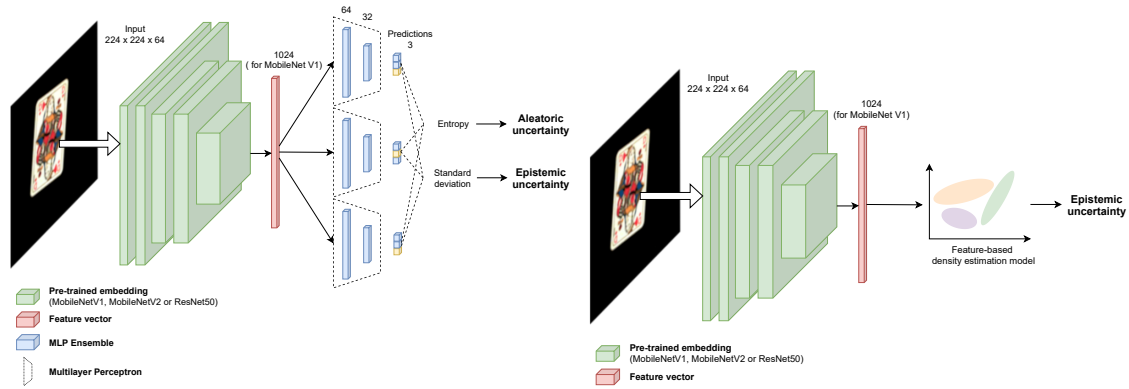 Input
224 x 224 x 64
1024
( for MobileNet V1)
64
32
Predictions
3
Entropy
Aleatoric
uncertainty
Standard
deviation
Epistemic
uncertainty
Pre-trained embedding
(MobileNetV1, MobileNetV2 or ResNet50)
Feature vector
MLP Ensemble
Multilayer Perceptron
Input
224 x 224 x 64
1024
(for MobileNet V1)
Feature-based
density estimation model
Epistemic
uncertainty
Pre-trained embedding
(MobileNetV1, MobileNetV2 or ResNet50)
Feature vector